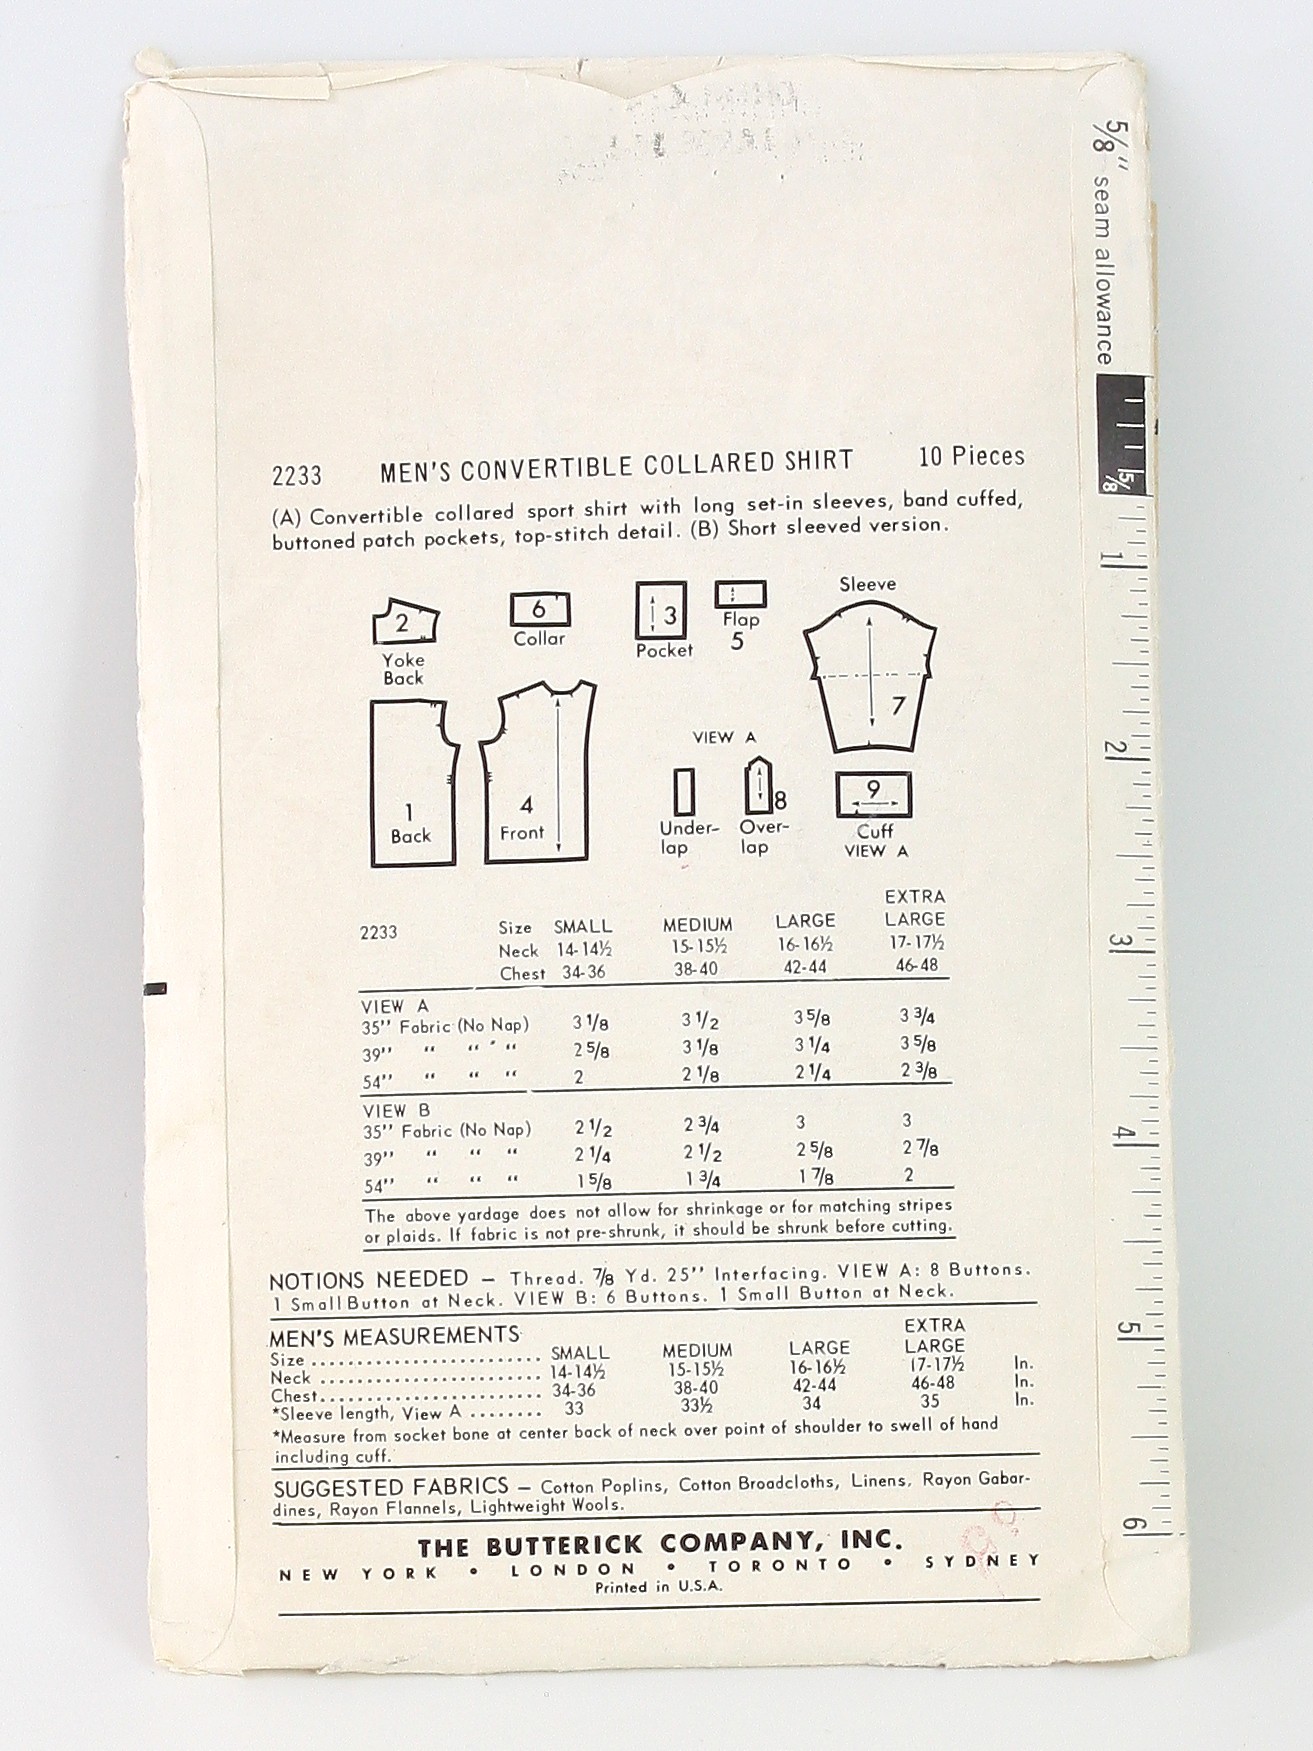 5/8" seam allowance
5/8
1
2
3
4
5
6
2233 MEN'S CONVERTIBLE COLLARED SHIRT 10 Pieces
(A) Convertible collared sport shirt with long set-in sleeves, band cuffed,
buttoned patch pockets, top-stitch detail. (B) Short sleeved version.
2
Yoke
Back
6
Collar
3
Pocket
Flap
5
Sleeve
7
1
Back
4
Front
VIEW A
Under-
lap
8
Over-
lap
9
Cuff
VIEW A
EXTRA
2233 Size SMALL MEDIUM LARGE LARGE
Neck 14-14½ 15-15½ 16-16½ 17-17½
Chest 34-36 38-40 42-44 46-48
VIEW A
35" Fabric (No Nap) 3 1/8 3 1/2 3 5/8 3 3/4
39" " " " 2 5/8 3 1/8 3 1/4 3 5/8
54" " " " 2 2 1/8 2 1/4 2 3/8
VIEW B
35" Fabric (No Nap) 2 1/2 2 3/4 3 3
39" " " " 2 1/4 2 1/2 2 5/8 2 7/8
54" " " " 1 5/8 1 3/4 1 7/8 2
The above yardage does not allow for shrinkage or for matching stripes
or plaids. If fabric is not pre-shrunk, it should be shrunk before cutting.
NOTIONS NEEDED — Thread. 7/8 Yd. 25" Interfacing. VIEW A: 8 Buttons.
1 Small Button at Neck. VIEW B: 6 Buttons. 1 Small Button at Neck.
MEN'S MEASUREMENTS EXTRA
Size .......................... SMALL MEDIUM LARGE LARGE
Neck ......................... 14-14½ 15-15½ 16-16½ 17-17½ In.
Chest......................... 34-36 38-40 42-44 46-48 In.
*Sleeve length, View A ........ 33 33½ 34 35 In.
*Measure from socket bone at center back of neck over point of shoulder to swell of hand
including cuff.
SUGGESTED FABRICS — Cotton Poplins, Cotton Broadcloths, Linens, Rayon Gabar-
dines, Rayon Flannels, Lightweight Wools.
THE BUTTERICK COMPANY, INC.
NEW YORK • LONDON • TORONTO • SYDNEY
Printed in U.S.A.